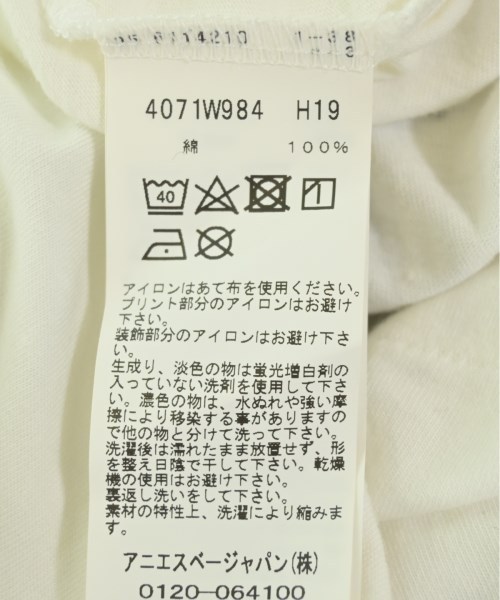 4071W984 H19
綿 100%
40
アイロンはあて布を使用ください。
プリント部分のアイロンはお避け
下さい。
装飾部分のアイロンはお避け下さ
い。
生成り、淡色の物は蛍光増白剤の
入っていない洗剤を使用して下さ
い。濃色の物は、水ぬれや強い摩
擦により移染する事がありますの
で他の物と分けて洗って下さい。
洗濯後は濡れたまま放置せず、形
を整え日陰で干して下さい。乾燥
機の使用はお避け下さい。
裏返し洗いをして下さい。
素材の特性上、洗濯により縮みま
す。
アニエスベージャパン(株)
0120-064100